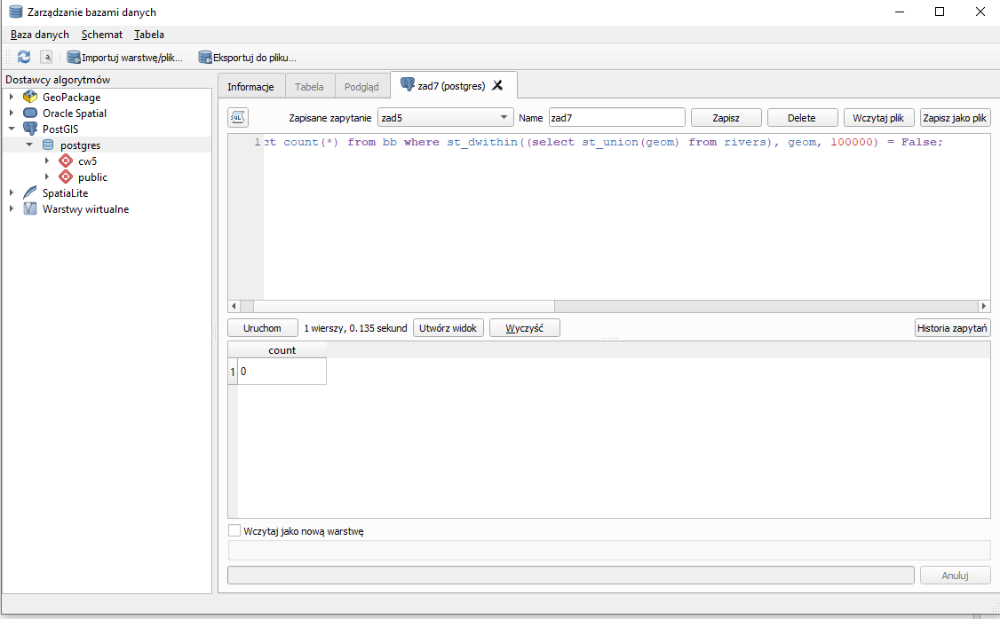 Zarządzanie bazami danych
Baza danych Schemat Tabela
Importuj warstwę/plik... Eksportuj do pliku...
Dostawcy algorytmów
GeoPackage
Oracle Spatial
PostGIS
postgres
cw5
public
SpatiaLite
Warstwy wirtualne
Informacje Tabela Podgląd zad7 (postgres)
SQL Zapisane zapytanie zad5 Name zad7 Zapisz Delete Wczytaj plik Zapisz jako plik
1 ct count(*) from bb where st_dwithin((select st_union(geom) from rivers), geom, 100000) = False;
Uruchom 1 wierszy, 0.135 sekund Utwórz widok Wyczyść Historia zapytań
count
1 0
Wczytaj jako nową warstwę
Anuluj